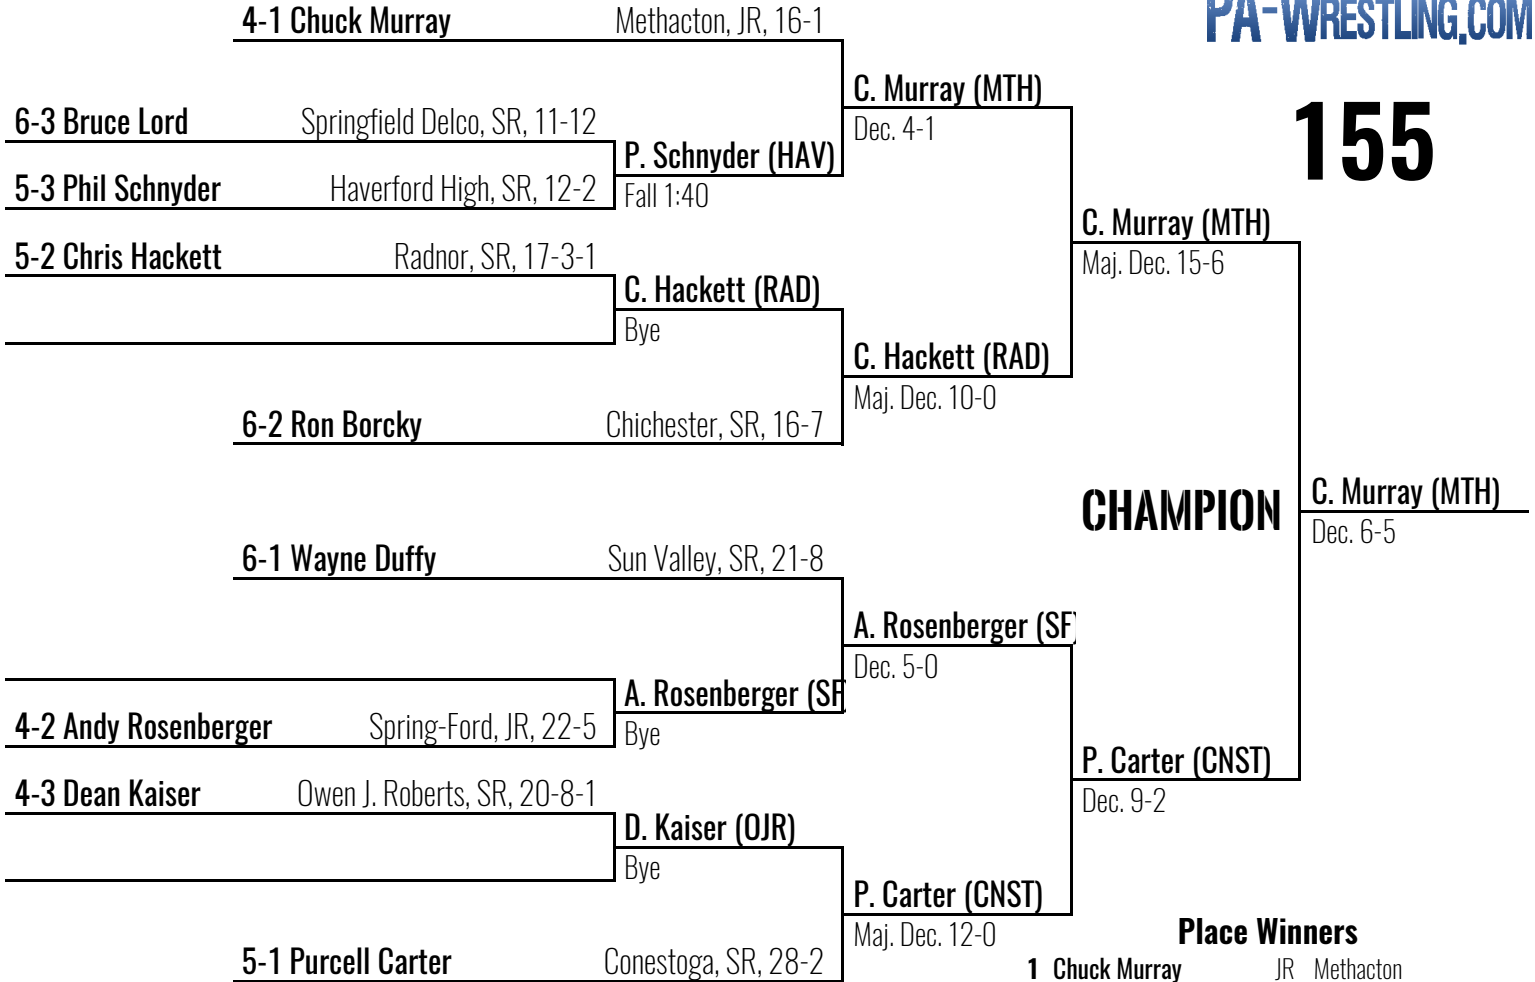 PA-WRESTLING.COM
155
4-1 Chuck Murray Methacton, JR, 16-1
C. Murray (MTH)
Dec. 4-1
6-3 Bruce Lord Springfield Delco, SR, 11-12
P. Schnyder (HAV)
Fall 1:40
5-3 Phil Schnyder Haverford High, SR, 12-2
C. Murray (MTH)
Maj. Dec. 15-6
5-2 Chris Hackett Radnor, SR, 17-3-1
C. Hackett (RAD)
Bye
C. Hackett (RAD)
Maj. Dec. 10-0
6-2 Ron Borcky Chichester, SR, 16-7
CHAMPION
C. Murray (MTH)
Dec. 6-5
6-1 Wayne Duffy Sun Valley, SR, 21-8
A. Rosenberger (SF)
Dec. 5-0
A. Rosenberger (SF
Bye
4-2 Andy Rosenberger Spring-Ford, JR, 22-5
P. Carter (CNST)
Dec. 9-2
4-3 Dean Kaiser Owen J. Roberts, SR, 20-8-1
D. Kaiser (OJR)
Bye
P. Carter (CNST)
Maj. Dec. 12-0
5-1 Purcell Carter Conestoga, SR, 28-2
Place Winners
1 Chuck Murray JR Methacton